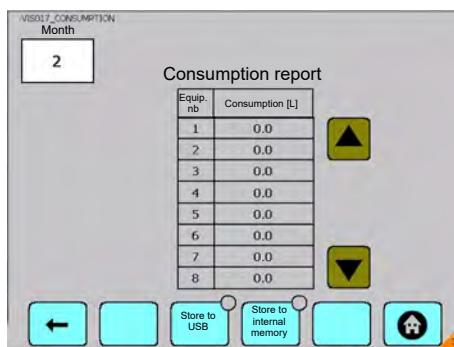 /VIS017_CONSUMPTION
Month
2
Consumption report
Equip.
nb
Consumption [L]
1 0.0
2 0.0
3 0.0
4 0.0
5 0.0
6 0.0
7 0.0
8 0.0
Store to
USB
Store to
internal
memory